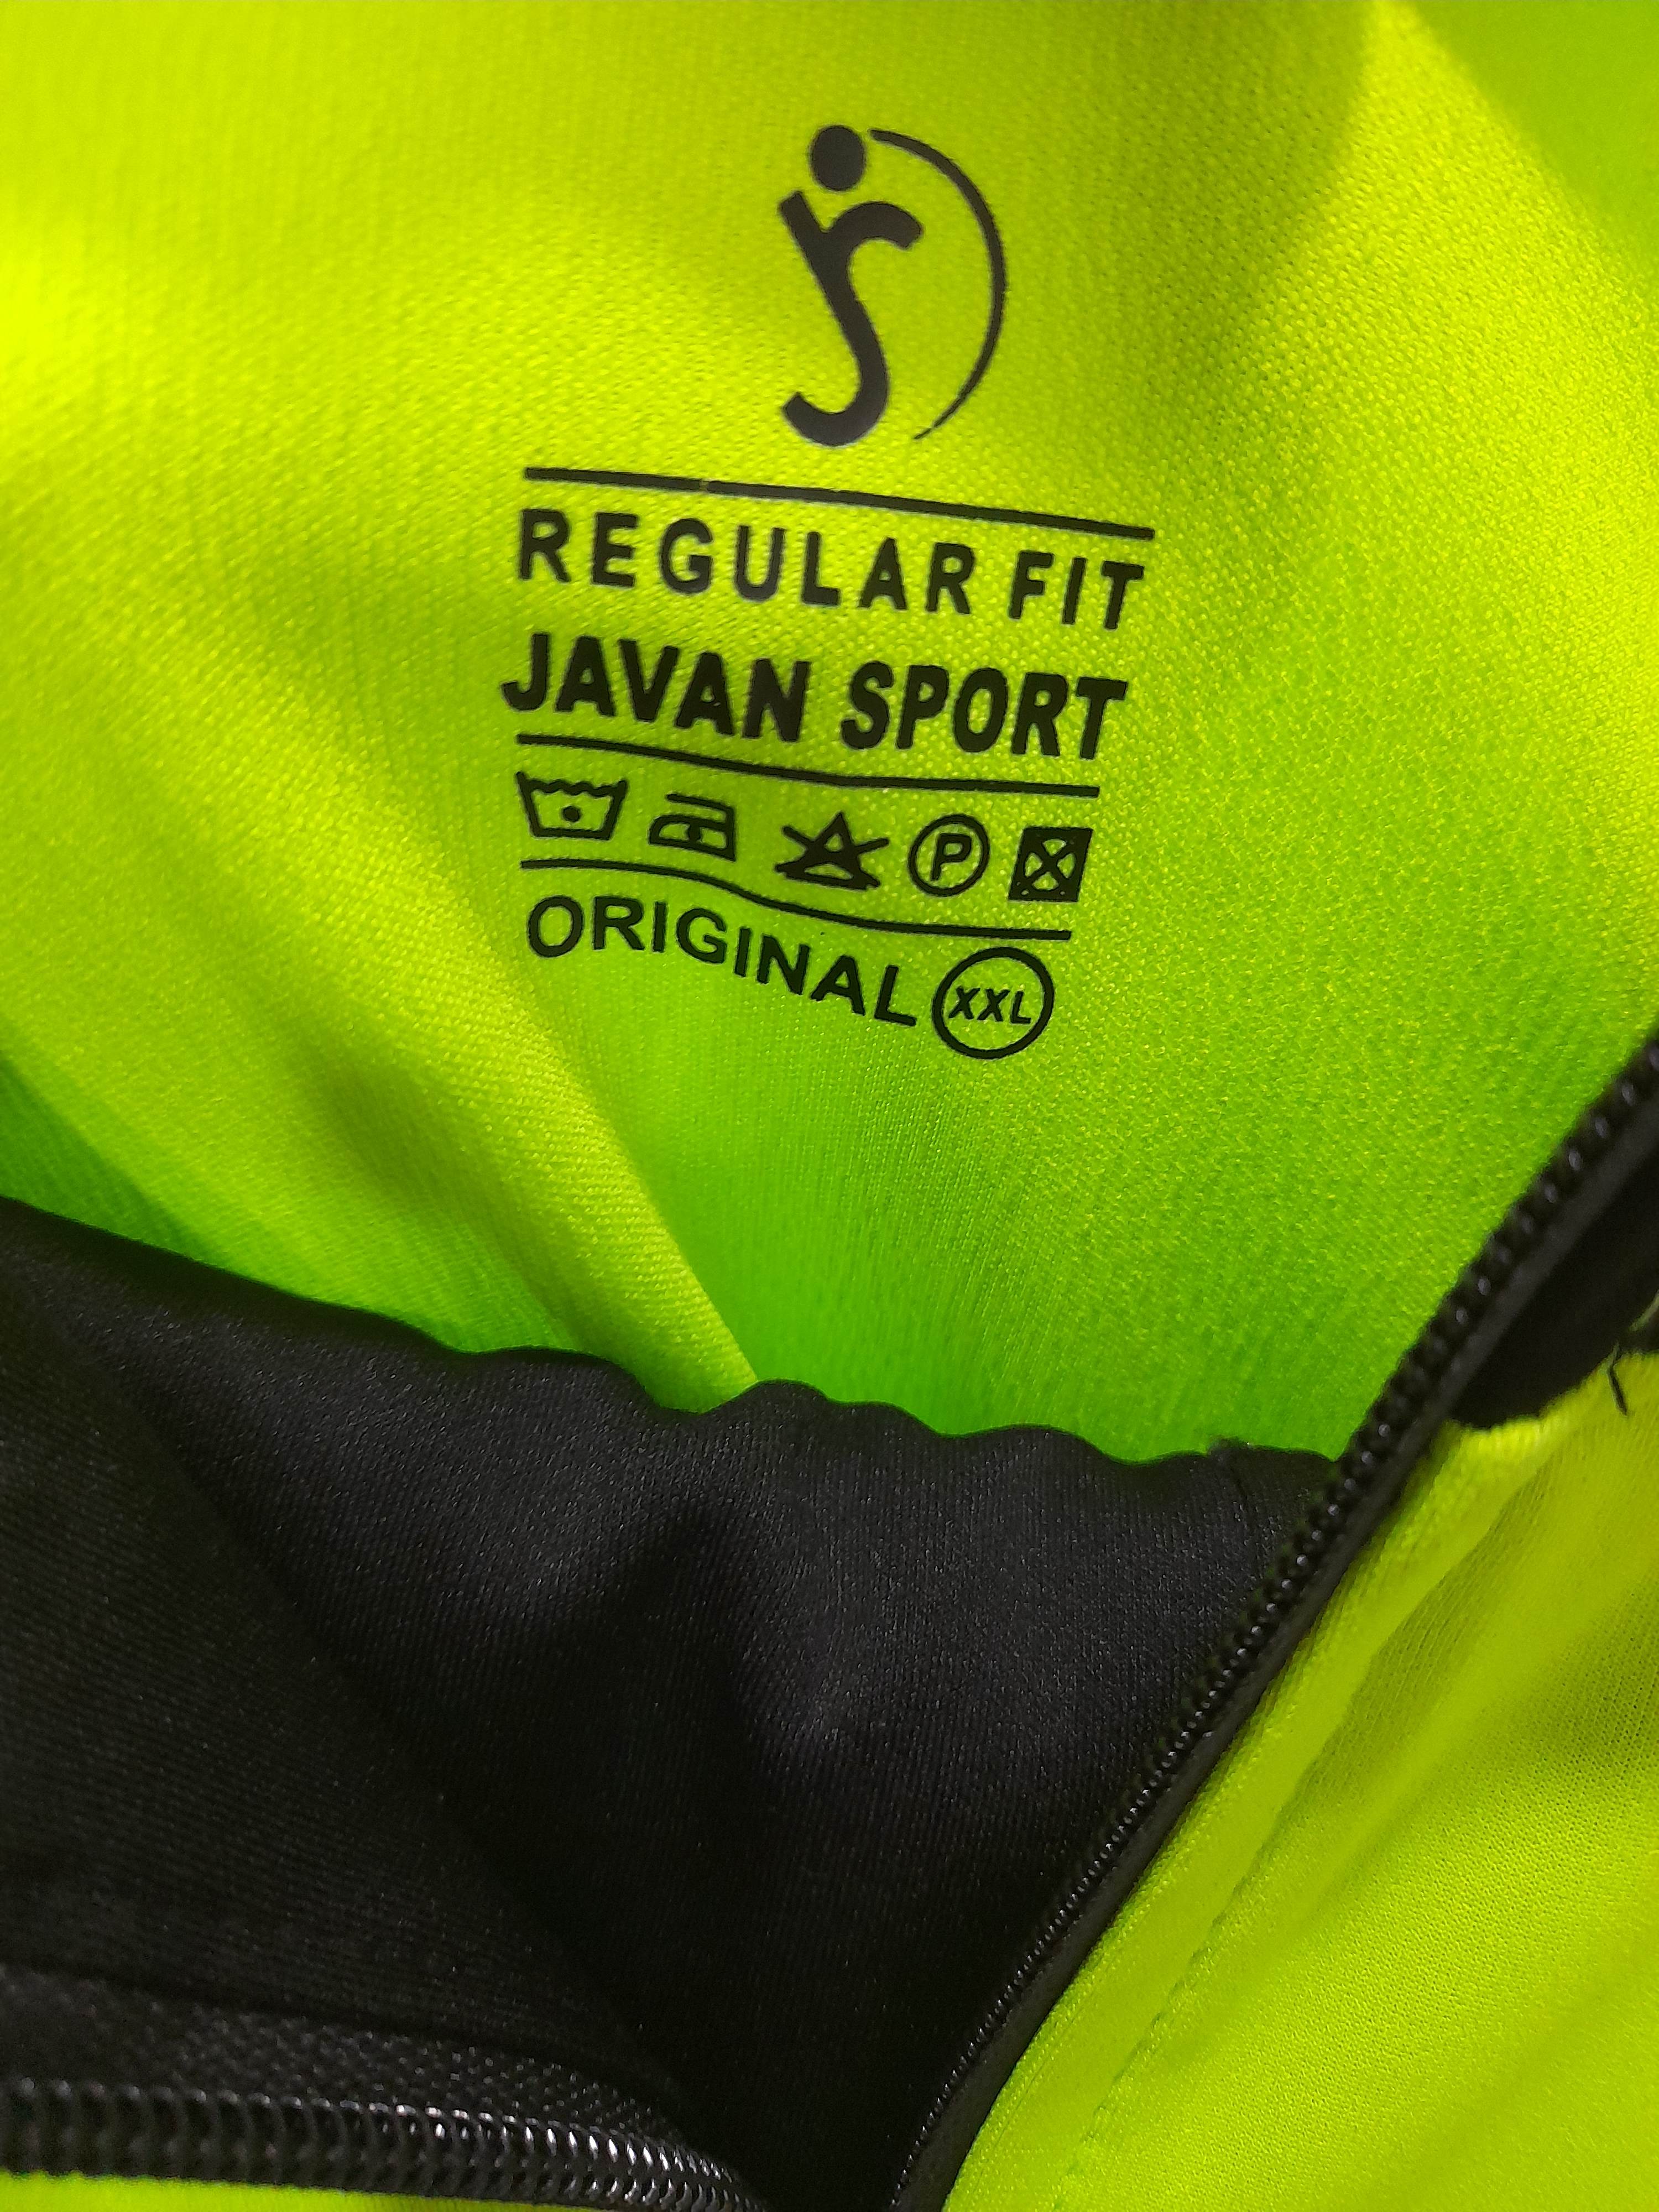 REGULAR FIT
JAVAN SPORT
P
ORIGINAL XXL